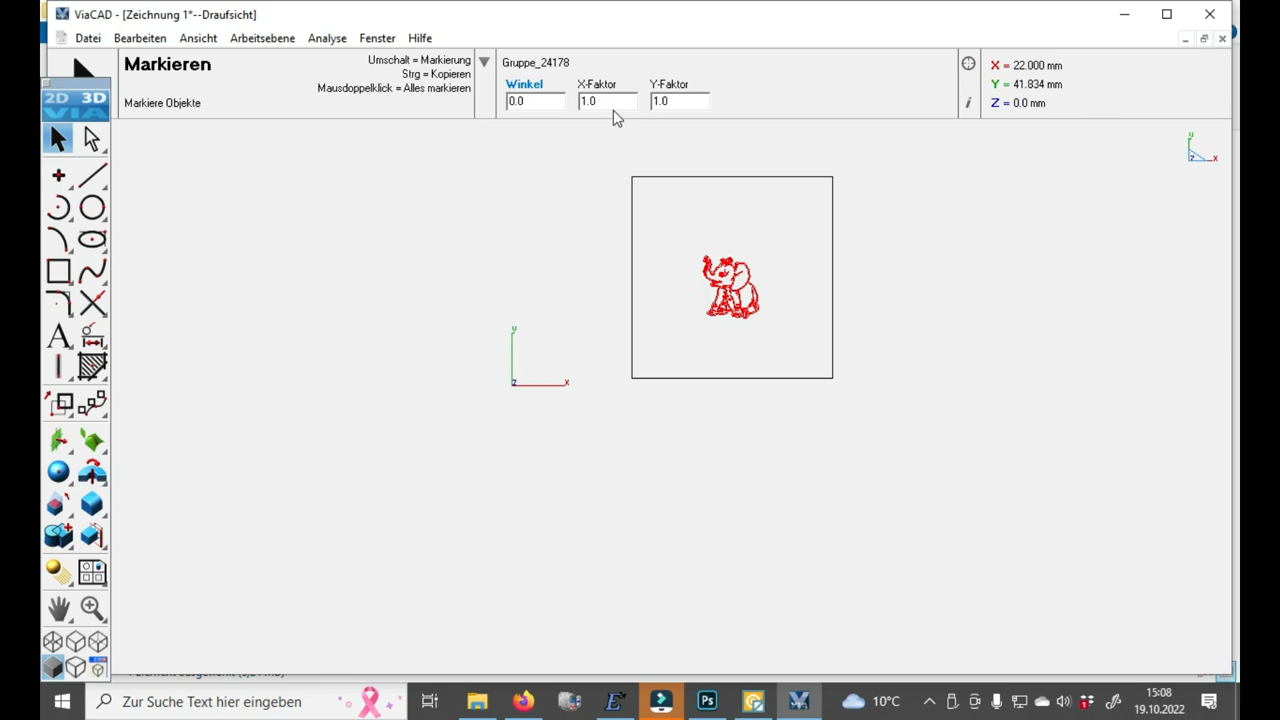 ViaCAD - [Zeichnung 1*--Draufsicht]
Datei Bearbeiten Ansicht Arbeitsebene Analyse Fenster Hilfe
Markieren
Umschalt = Markierung
Strg = Kopieren
Mausdoppelklick = Alles markieren
Markiere Objekte
Gruppe_24178
Winkel X-Faktor Y-Faktor
0.0 1.0 1.0
X = 22.000 mm
Y = 41.834 mm
Z = 0.0 mm
2D 3D
VIA
y
z x
y
z x
A
Zur Suche Text hier eingeben
Ps
10°C
15:08
19.10.2022